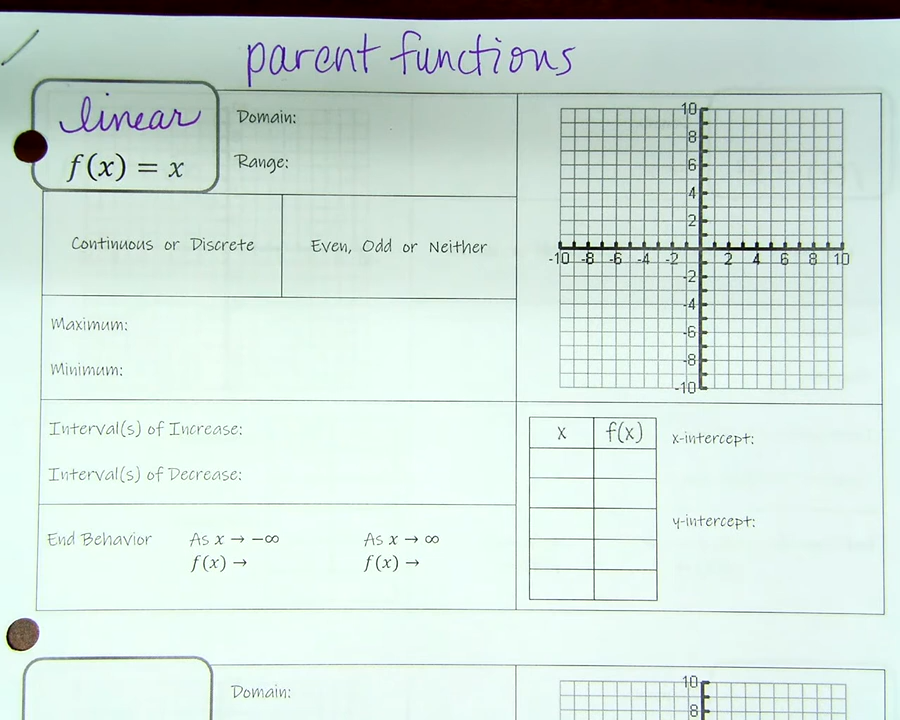 parent functions
linear
f(x) = x
Domain:
Range:
Continuous or Discrete
Even, Odd or Neither
Maximum:
Minimum:
Interval(s) of Increase:
Interval(s) of Decrease:
End Behavior
As x → −∞
f(x) →
As x → ∞
f(x) →
10
8
6
4
2
-10 -8 -6 -4 -2 2 4 6 8 10
-2
-4
-6
-8
-10
x f(x)
x-intercept:
y-intercept:
Domain:
10
8